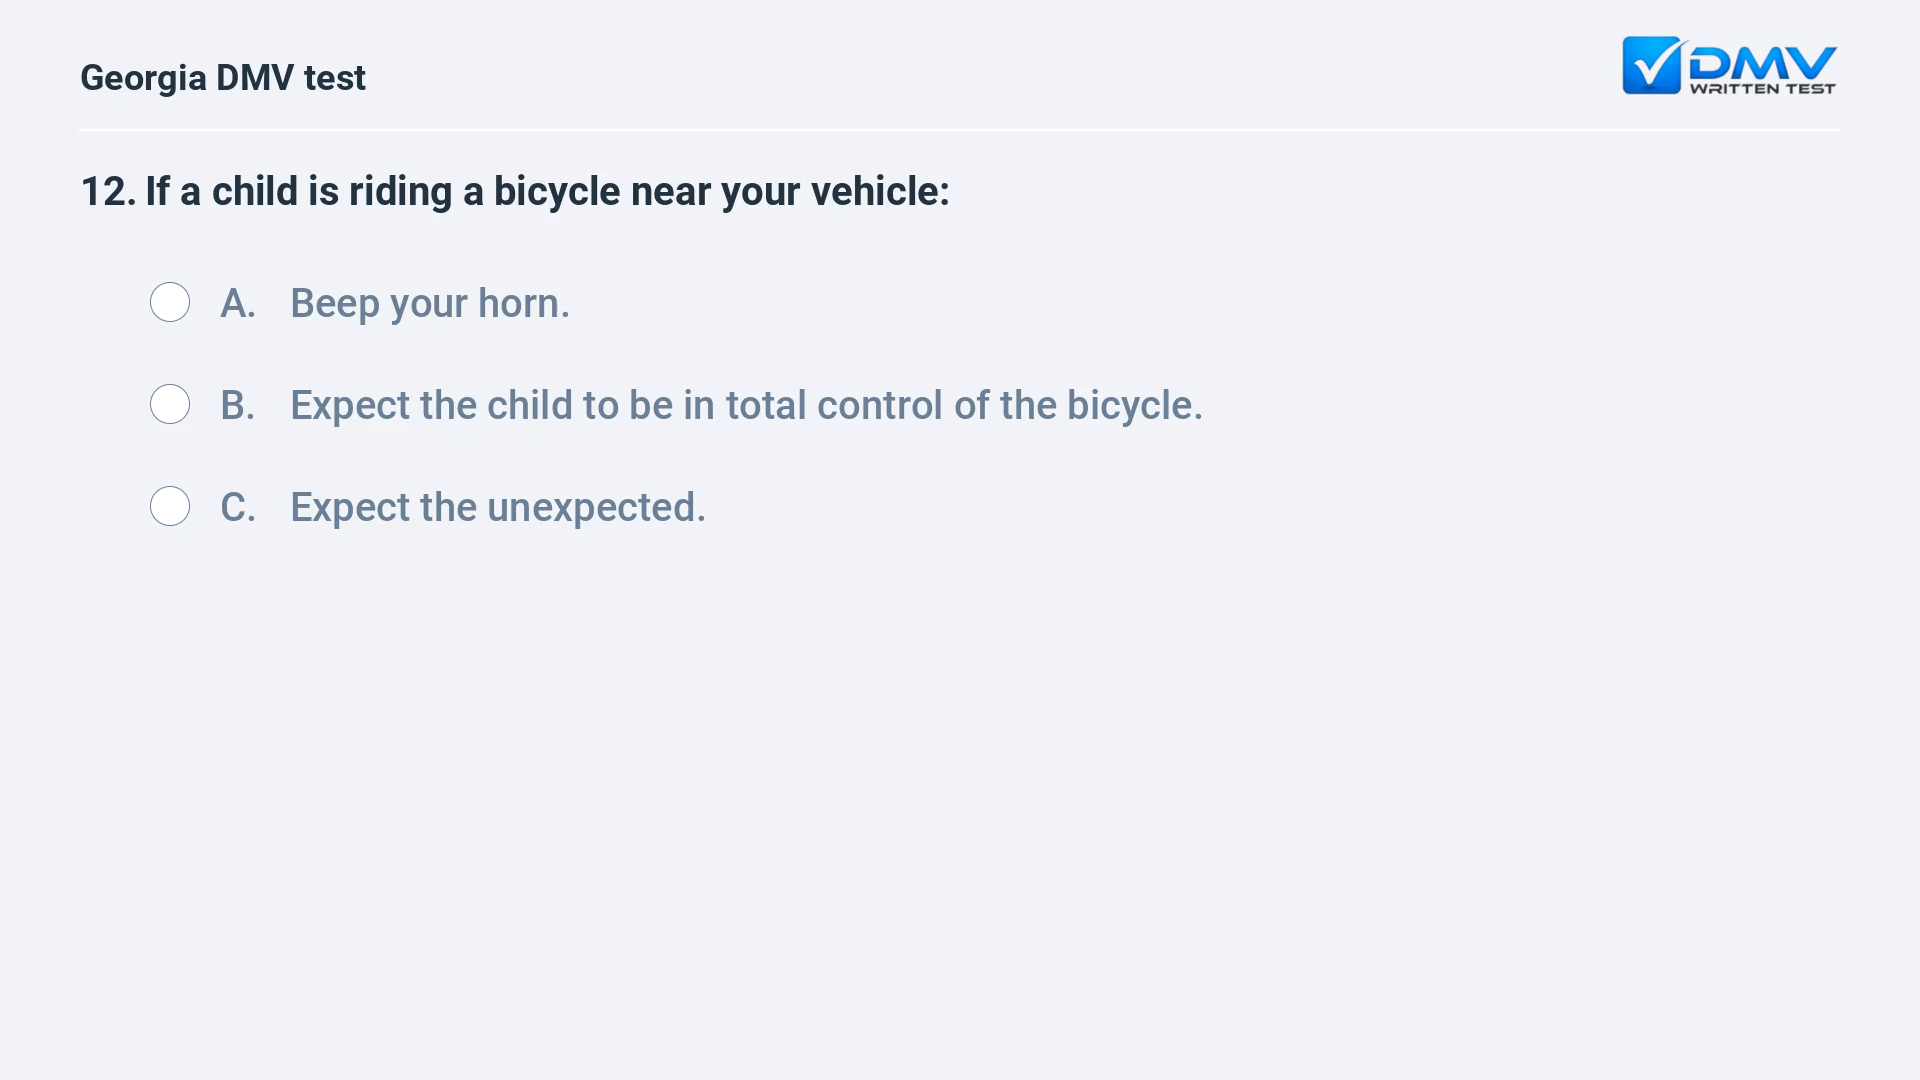 Georgia DMV test
DMV
WRITTEN TEST
12. If a child is riding a bicycle near your vehicle:
A. Beep your horn.
B. Expect the child to be in total control of the bicycle.
C. Expect the unexpected.